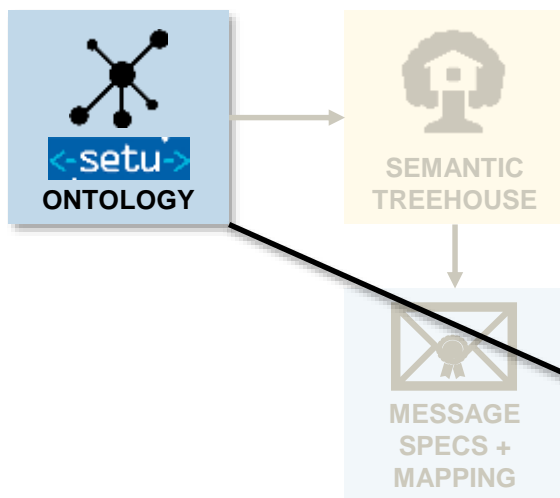 <-setu->
ONTOLOGY
SEMANTIC
TREEHOUSE
MESSAGE
SPECS +
MAPPING